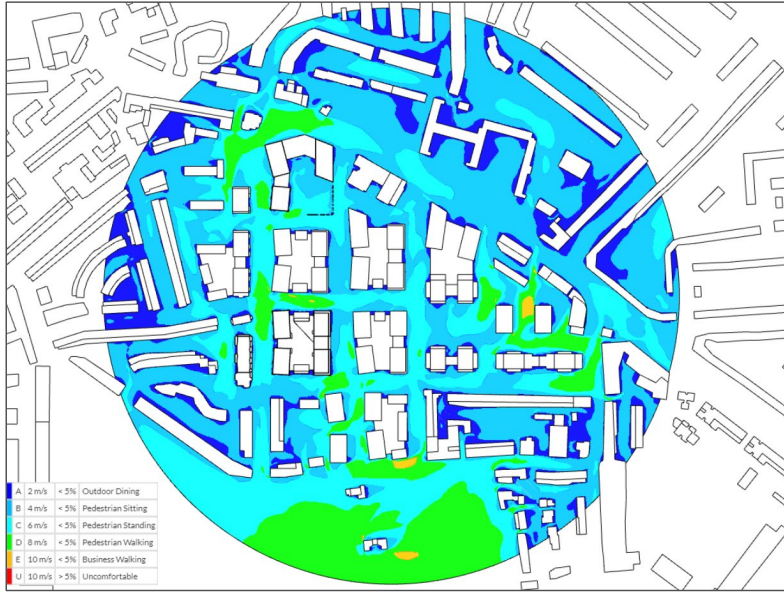 A 2 m/s < 5% Outdoor Dining
B 4 m/s < 5% Pedestrian Sitting
C 6 m/s < 5% Pedestrian Standing
D 8 m/s < 5% Pedestrian Walking
E 10 m/s < 5% Business Walking
U 10 m/s > 5% Uncomfortable